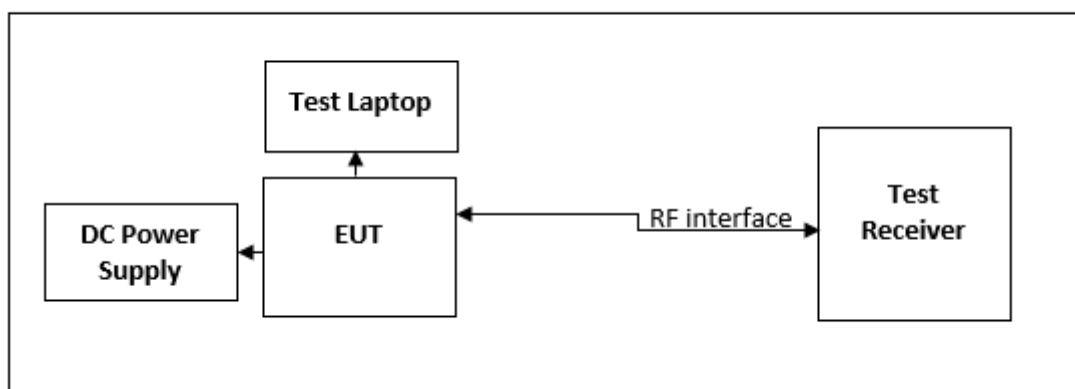 Test Laptop
DC Power
Supply
EUT
RF interface
Test
Receiver